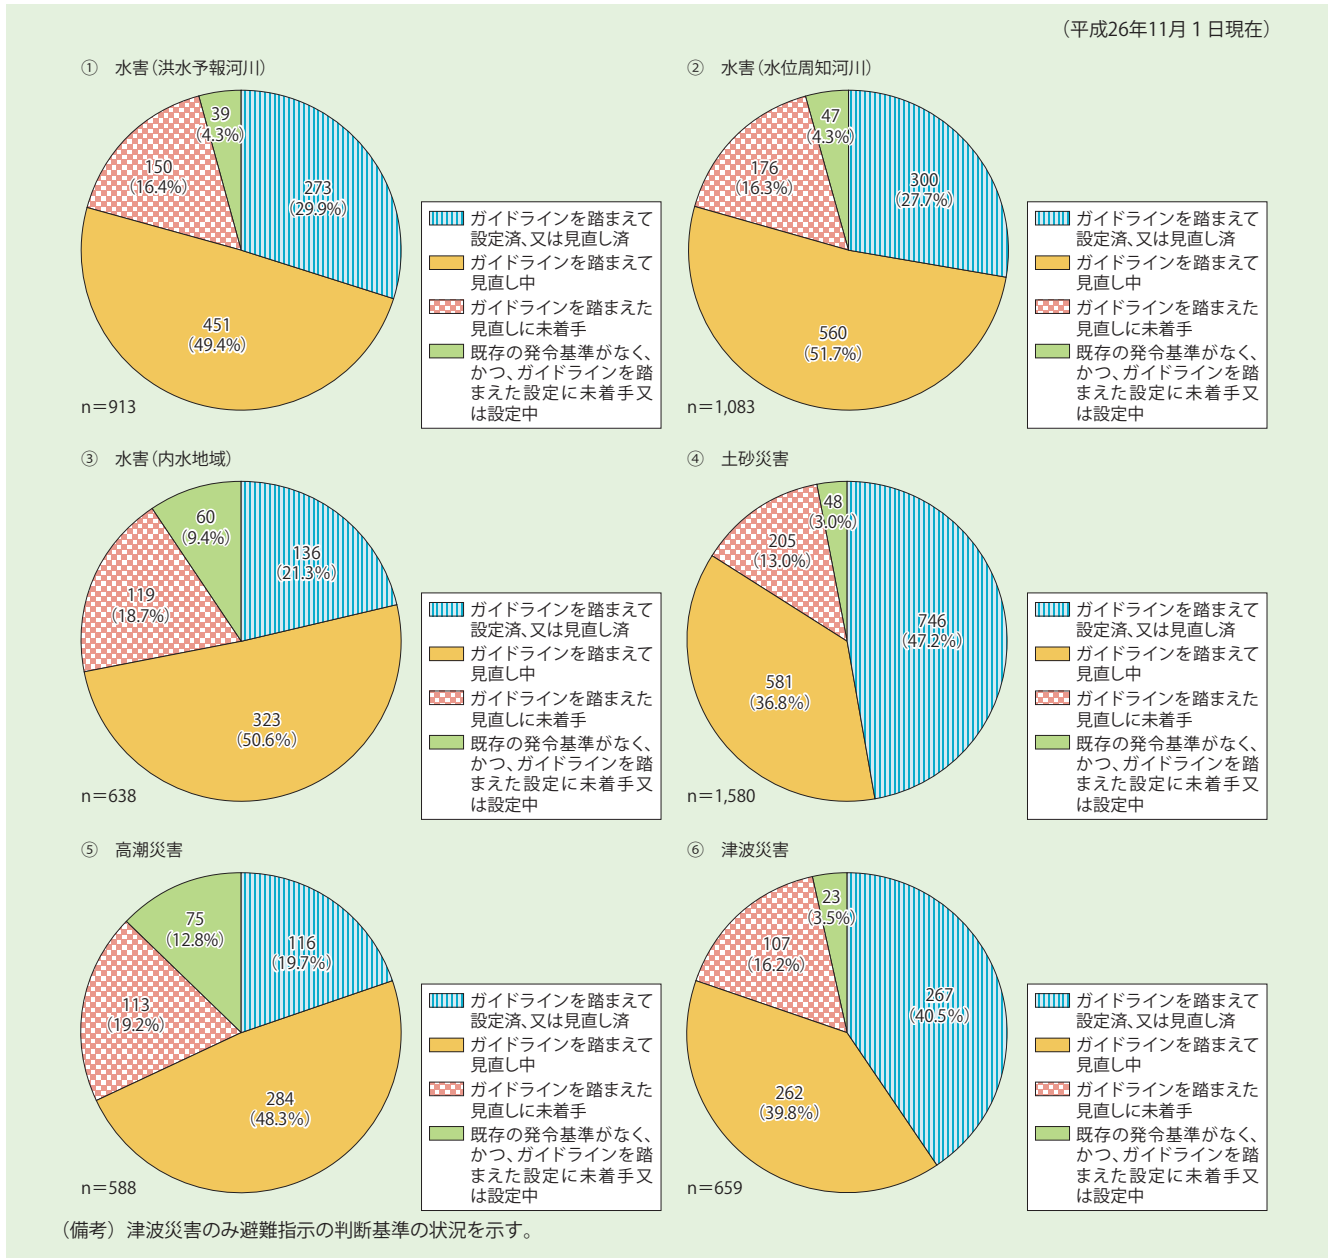 （平成26年11月１日現在）
①　水害（洪水予報河川）
39
（4.3%）
150
（16.4%）
273
（29.9%）
451
（49.4%）
n＝913
ガイドラインを踏まえて
設定済、又は見直し済
ガイドラインを踏まえて
見直し中
ガイドラインを踏まえた
見直しに未着手
既存の発令基準がなく、
かつ、ガイドラインを踏
まえた設定に未着手又
は設定中
②　水害（水位周知河川）
47
（4.3%）
176
（16.3%）
300
（27.7%）
560
（51.7%）
n＝1,083
ガイドラインを踏まえて
設定済、又は見直し済
ガイドラインを踏まえて
見直し中
ガイドラインを踏まえた
見直しに未着手
既存の発令基準がなく、
かつ、ガイドラインを踏
まえた設定に未着手又
は設定中
③　水害（内水地域）
60
（9.4%）
136
（21.3%）
119
（18.7%）
323
（50.6%）
n＝638
ガイドラインを踏まえて
設定済、又は見直し済
ガイドラインを踏まえて
見直し中
ガイドラインを踏まえた
見直しに未着手
既存の発令基準がなく、
かつ、ガイドラインを踏
まえた設定に未着手又
は設定中
④　土砂災害
48
（3.0%）
205
（13.0%）
746
（47.2%）
581
（36.8%）
n＝1,580
ガイドラインを踏まえて
設定済、又は見直し済
ガイドラインを踏まえて
見直し中
ガイドラインを踏まえた
見直しに未着手
既存の発令基準がなく、
かつ、ガイドラインを踏
まえた設定に未着手又
は設定中
⑤　高潮災害
75
（12.8%）
116
（19.7%）
113
（19.2%）
284
（48.3%）
n＝588
ガイドラインを踏まえて
設定済、又は見直し済
ガイドラインを踏まえて
見直し中
ガイドラインを踏まえた
見直しに未着手
既存の発令基準がなく、
かつ、ガイドラインを踏
まえた設定に未着手又
は設定中
⑥　津波災害
23
（3.5%）
107
（16.2%）
267
（40.5%）
262
（39.8%）
n＝659
ガイドラインを踏まえて
設定済、又は見直し済
ガイドラインを踏まえて
見直し中
ガイドラインを踏まえた
見直しに未着手
既存の発令基準がなく、
かつ、ガイドラインを踏
まえた設定に未着手又
は設定中
（備考）津波災害のみ避難指示の判断基準の状況を示す。